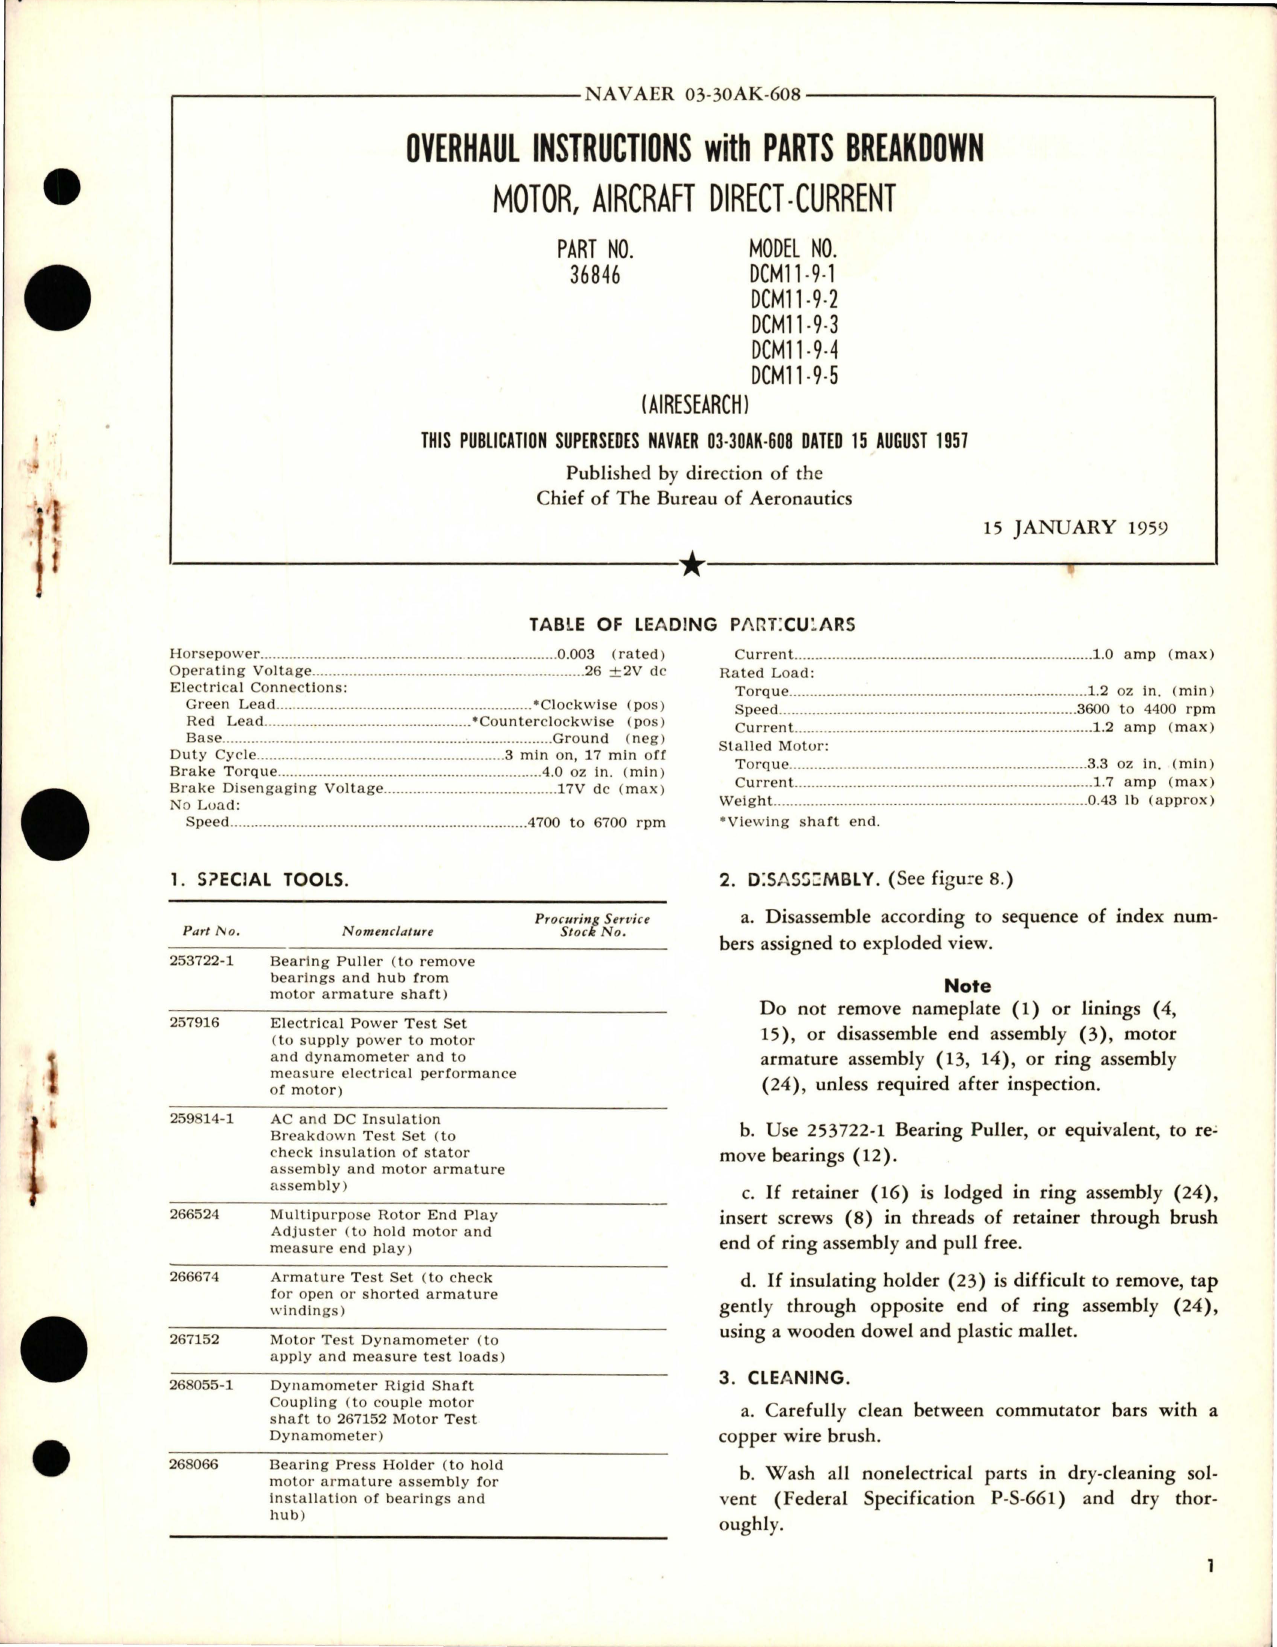 NAVAER 03-30AK-608
OVERHAUL INSTRUCTIONS with PARTS BREAKDOWN
MOTOR, AIRCRAFT DIRECT-CURRENT
PART NO.
36846
MODEL NO.
DCM11-9-1
DCM11-9-2
DCM11-9-3
DCM11-9-4
DCM11-9-5
(AIRESEARCH)
THIS PUBLICATION SUPERSEDES NAVAER 03-30AK-608 DATED 15 AUGUST 1957
Published by direction of the
Chief of The Bureau of Aeronautics
15 JANUARY 1959
TABLE OF LEADING PARTICULARS
Horsepower 0.003 (rated)
Operating Voltage 26 ±2V dc
Electrical Connections:
Green Lead *Clockwise (pos)
Red Lead *Counterclockwise (pos)
Base Ground (neg)
Duty Cycle 3 min on, 17 min off
Brake Torque 4.0 oz in. (min)
Brake Disengaging Voltage 17V dc (max)
No Load:
Speed 4700 to 6700 rpm
Current 1.0 amp (max)
Rated Load:
Torque 1.2 oz in. (min)
Speed 3600 to 4400 rpm
Current 1.2 amp (max)
Stalled Motor:
Torque 3.3 oz in. (min)
Current 1.7 amp (max)
Weight 0.43 lb (approx)
*Viewing shaft end.
1. SPECIAL TOOLS.
Part No. Nomenclature Procuring Service
Stock No.
253722-1 Bearing Puller (to remove
bearings and hub from
motor armature shaft)
257916 Electrical Power Test Set
(to supply power to motor
and dynamometer and to
measure electrical performance
of motor)
259814-1 AC and DC Insulation
Breakdown Test Set (to
check insulation of stator
assembly and motor armature
assembly)
266524 Multipurpose Rotor End Play
Adjuster (to hold motor and
measure end play)
266674 Armature Test Set (to check
for open or shorted armature
windings)
267152 Motor Test Dynamometer (to
apply and measure test loads)
268055-1 Dynamometer Rigid Shaft
Coupling (to couple motor
shaft to 267152 Motor Test
Dynamometer)
268066 Bearing Press Holder (to hold
motor armature assembly for
installation of bearings and
hub)
2. DISASSEMBLY. (See figure 8.)
a. Disassemble according to sequence of index num-
bers assigned to exploded view.
Note
Do not remove nameplate (1) or linings (4,
15), or disassemble end assembly (3), motor
armature assembly (13, 14), or ring assembly
(24), unless required after inspection.
b. Use 253722-1 Bearing Puller, or equivalent, to re-
move bearings (12).
c. If retainer (16) is lodged in ring assembly (24),
insert screws (8) in threads of retainer through brush
end of ring assembly and pull free.
d. If insulating holder (23) is difficult to remove, tap
gently through opposite end of ring assembly (24),
using a wooden dowel and plastic mallet.
3. CLEANING.
a. Carefully clean between commutator bars with a
copper wire brush.
b. Wash all nonelectrical parts in dry-cleaning sol-
vent (Federal Specification P-S-661) and dry thor-
oughly.
1